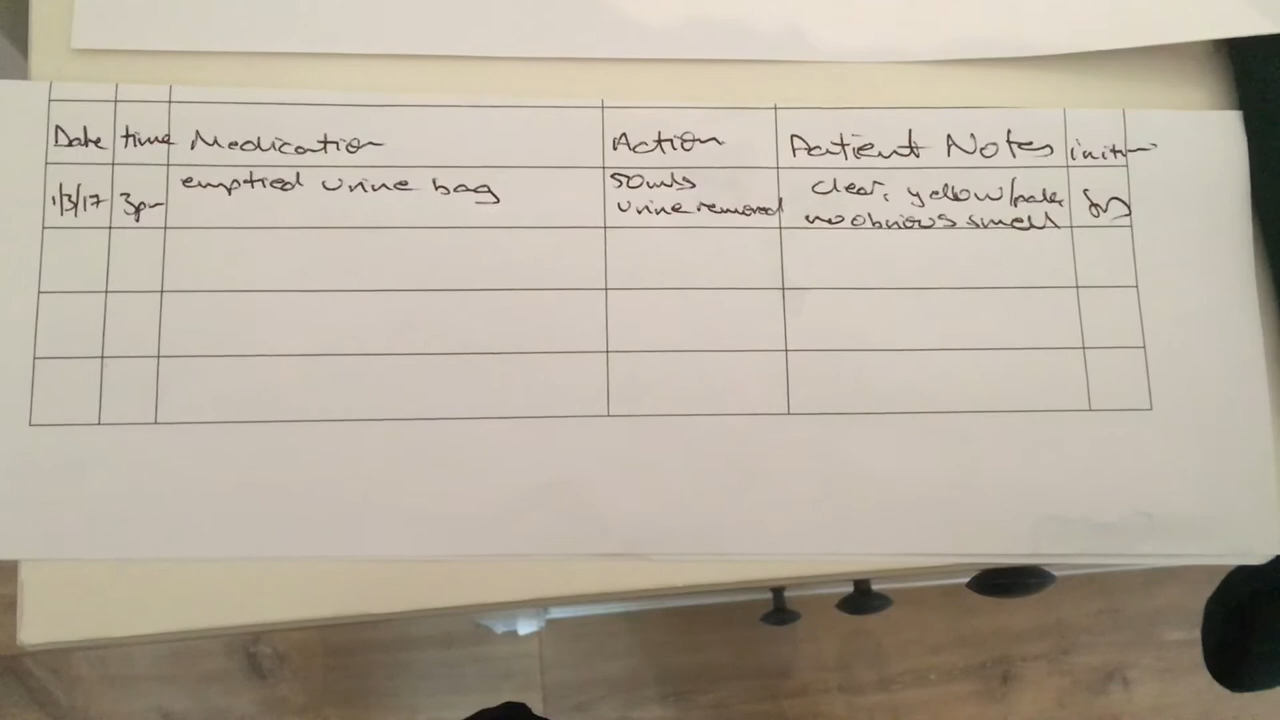 Date time Medication Action Patient Notes
1/3/17 3pm emptied urine bag 50mls clear, yellow/pale
urine removed no obvious smell